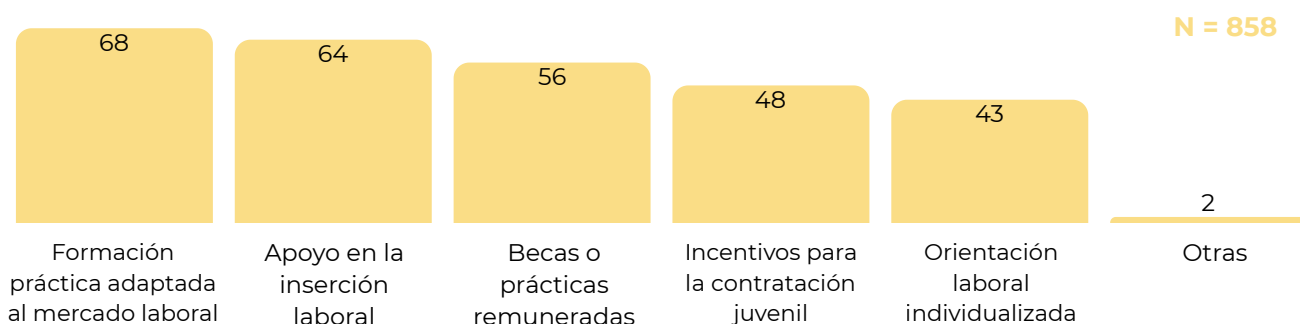 N = 858
68
64
56
48
43
2
Formación
práctica adaptada
al mercado laboral
Apoyo en la
inserción
laboral
Becas o
prácticas
remuneradas
Incentivos para
la contratación
juvenil
Orientación
laboral
individualizada
Otras